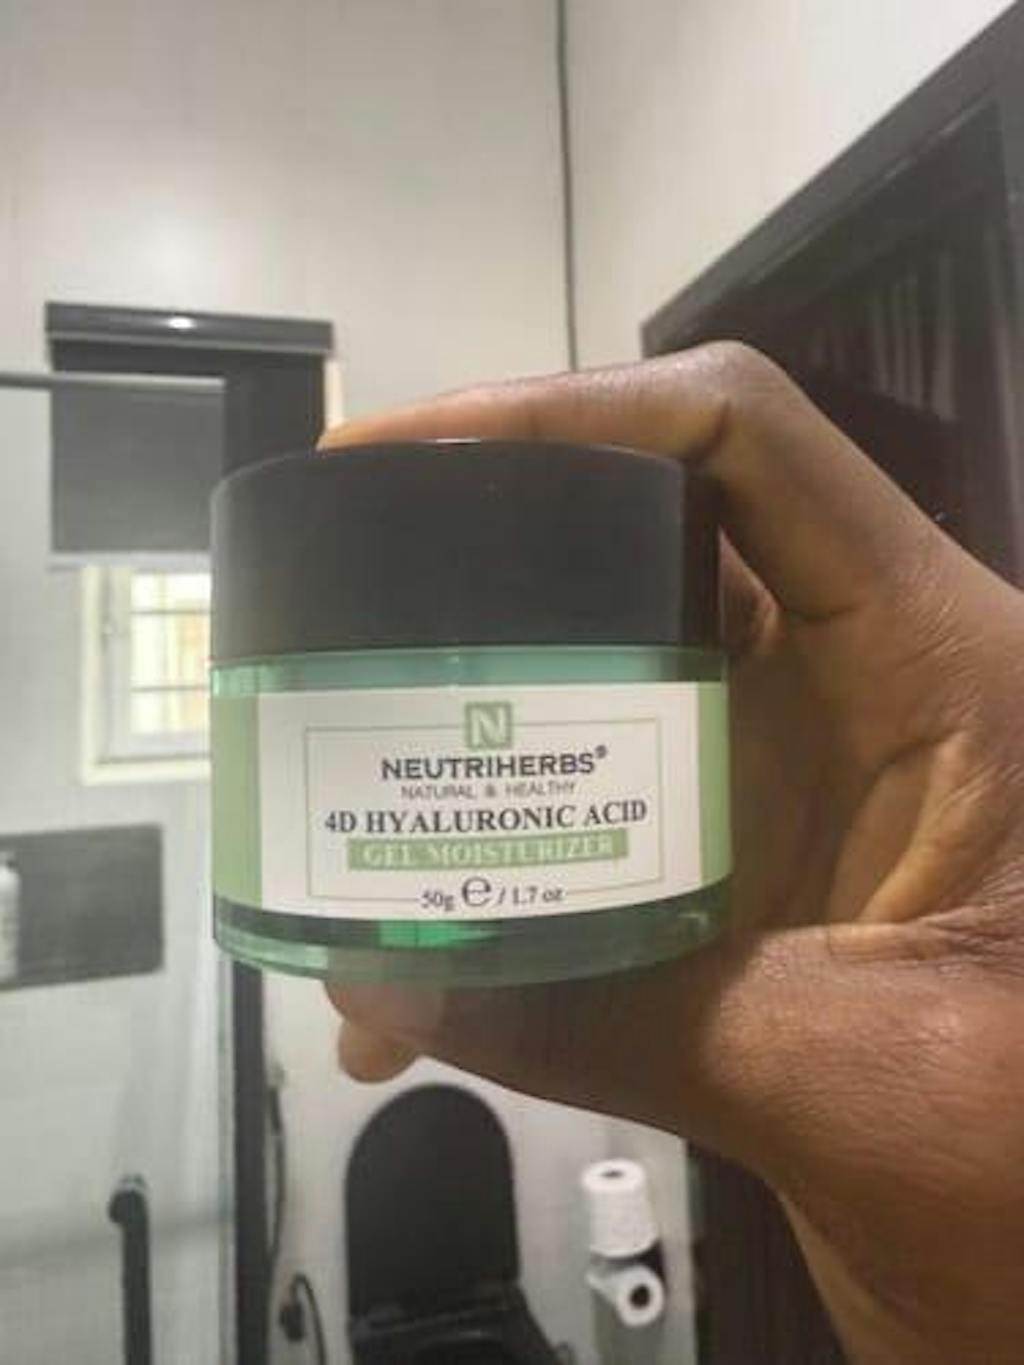 N
NEUTRIHERBS®
NATURAL & HEALTHY
4D HYALURONIC ACID
GEL MOISTURIZER
50g ℮ / 1.7 oz